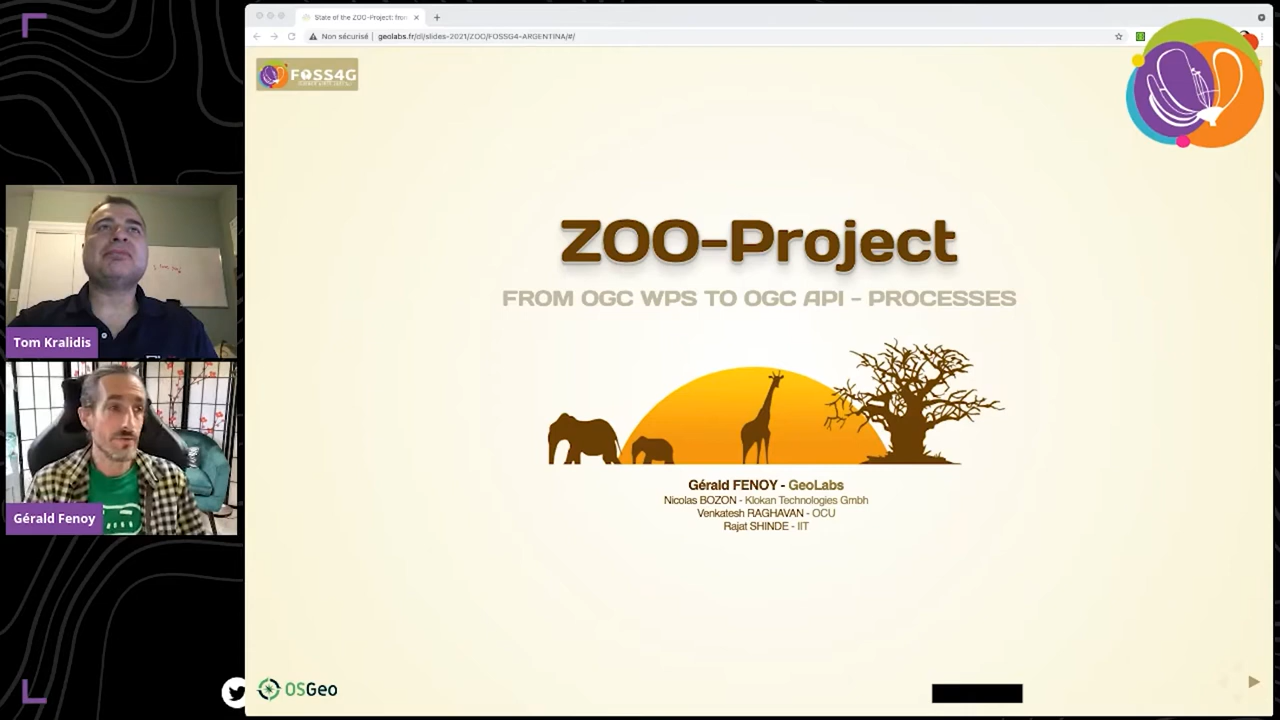 State of the ZOO-Project: fro
Non sécurisé
geolabs.fr/dl/slides-2021/ZOO/FOSSG4-ARGENTINA/#/
FOSS4G
ZOO-Project
FROM OGC WPS TO OGC API - PROCESSES
Tom Kralidis
Gérald FENOY - GeoLabs
Nicolas BOZON - Klokan Technologies Gmbh
Venkatesh RAGHAVAN - OCU
Rajat SHINDE - IIT
Gérald Fenoy
OSGeo